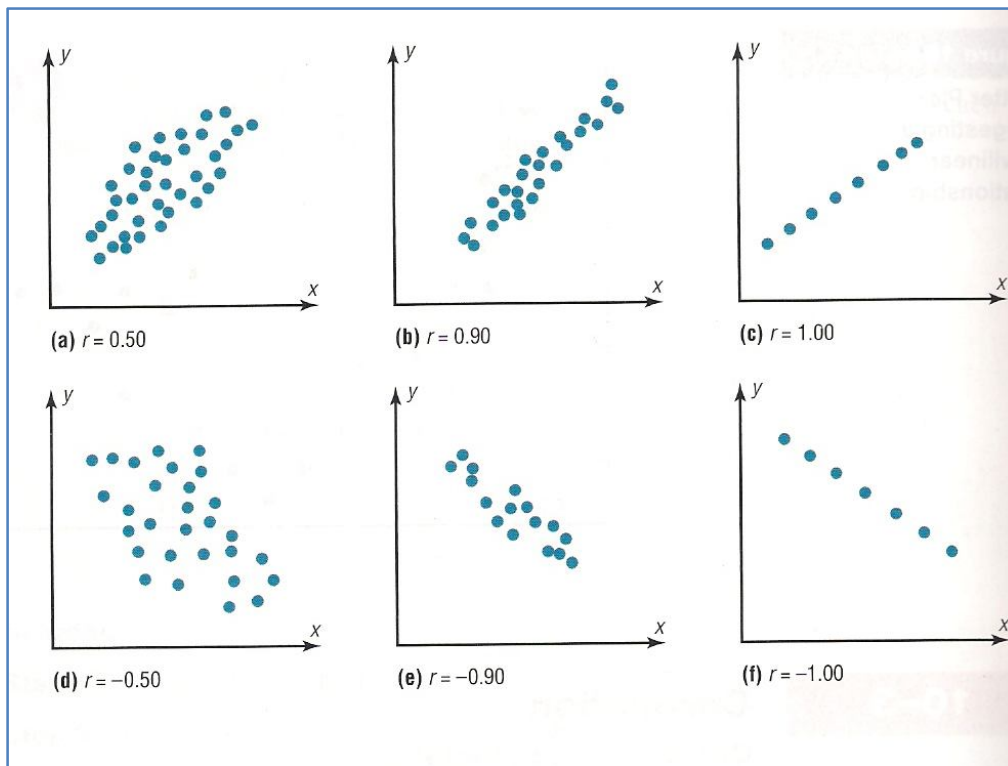 y
x
(a) r = 0.50
y
x
(b) r = 0.90
y
x
(c) r = 1.00
y
x
(d) r = −0.50
y
x
(e) r = −0.90
y
x
(f) r = −1.00